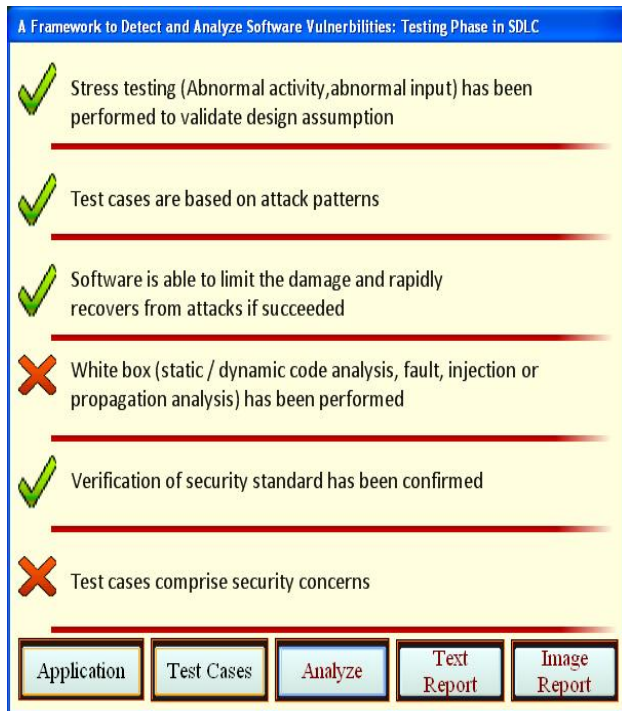 A Framework to Detect and Analyze Software Vulnerbilities: Testing Phase in SDLC
Stress testing (Abnormal activity,abnormal input) has been
performed to validate design assumption
Test cases are based on attack patterns
Software is able to limit the damage and rapidly
recovers from attacks if succeeded
White box (static / dynamic code analysis, fault, injection or
propagation analysis) has been performed
Verification of security standard has been confirmed
Test cases comprise security concerns
Application
Test Cases
Analyze
Text
Report
Image
Report